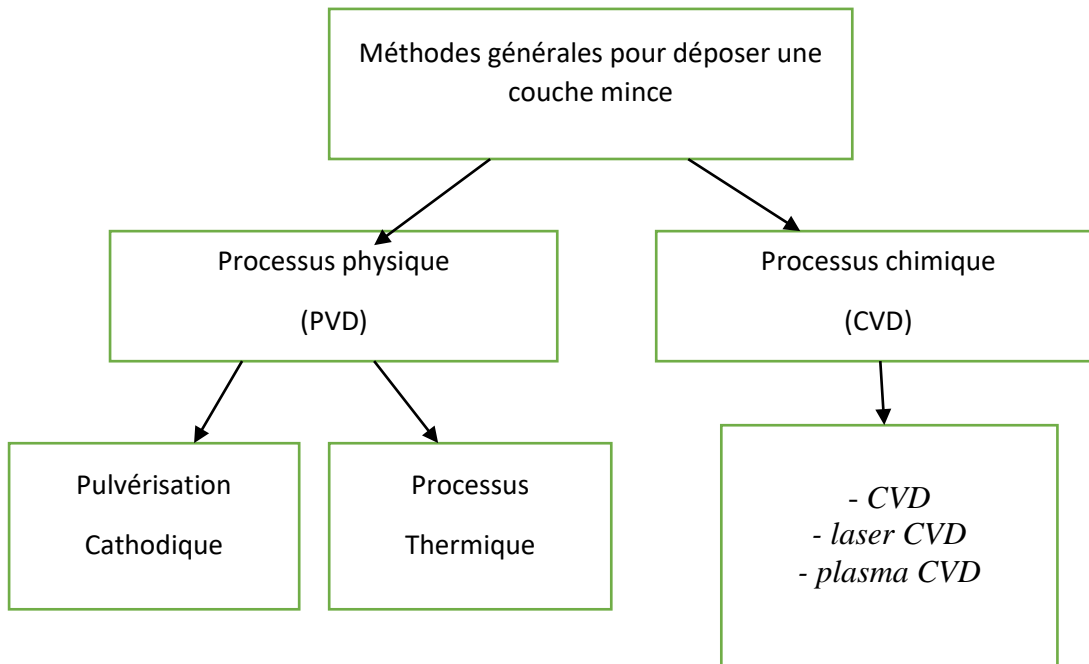 Méthodes générales pour déposer une
couche mince
Processus physique
(PVD)
Processus chimique
(CVD)
Pulvérisation
Cathodique
Processus
Thermique
- CVD
- laser CVD
- plasma CVD